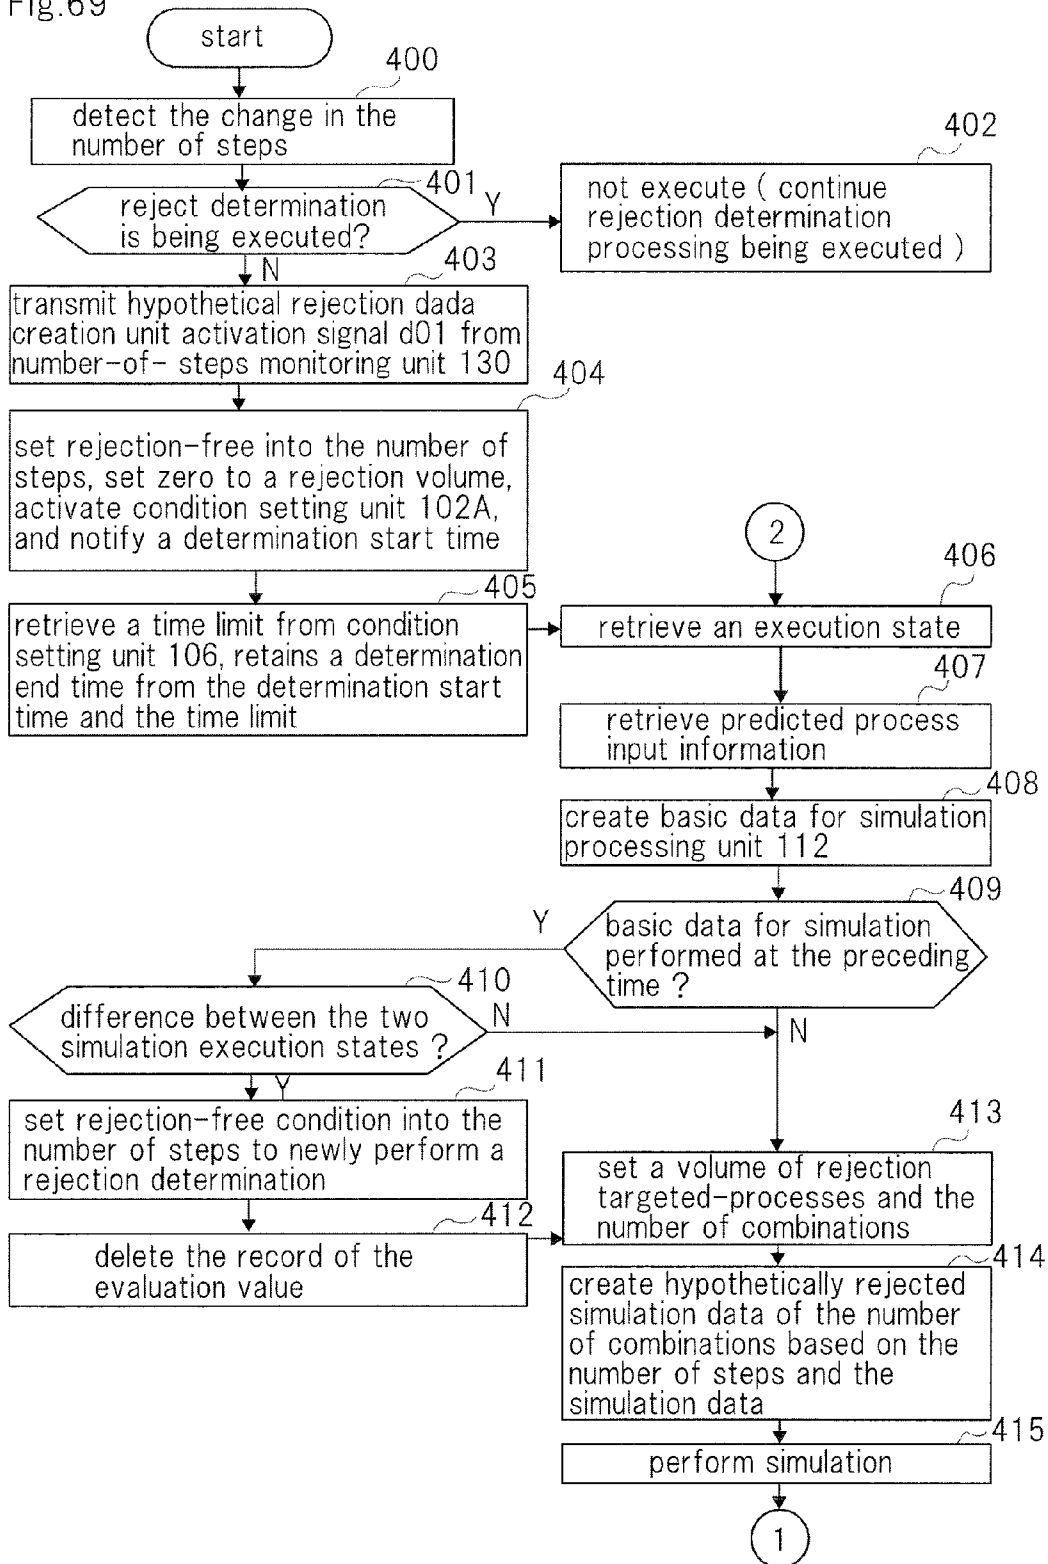 Fig.69
start
400
detect the change in the
number of steps
401
reject determination
is being executed?
Y
N
402
not execute ( continue
rejection determination
processing being executed )
403
transmit hypothetical rejection dada
creation unit activation signal d01 from
number-of- steps monitoring unit 130
404
set rejection-free into the number of
steps, set zero to a rejection volume,
activate condition setting unit 102A,
and notify a determination start time
405
retrieve a time limit from condition
setting unit 106, retains a determination
end time from the determination start
time and the time limit
2
406
retrieve an execution state
407
retrieve predicted process
input information
408
create basic data for simulation
processing unit 112
409
basic data for simulation
performed at the preceding
time ?
Y
N
410
difference between the two
simulation execution states ?
N
Y
411
set rejection-free condition into the
number of steps to newly perform a
rejection determination
412
delete the record of the
evaluation value
413
set a volume of rejection
targeted-processes and the
number of combinations
414
create hypothetically rejected
simulation data of the number
of combinations based on the
number of steps and the
simulation data
415
perform simulation
1